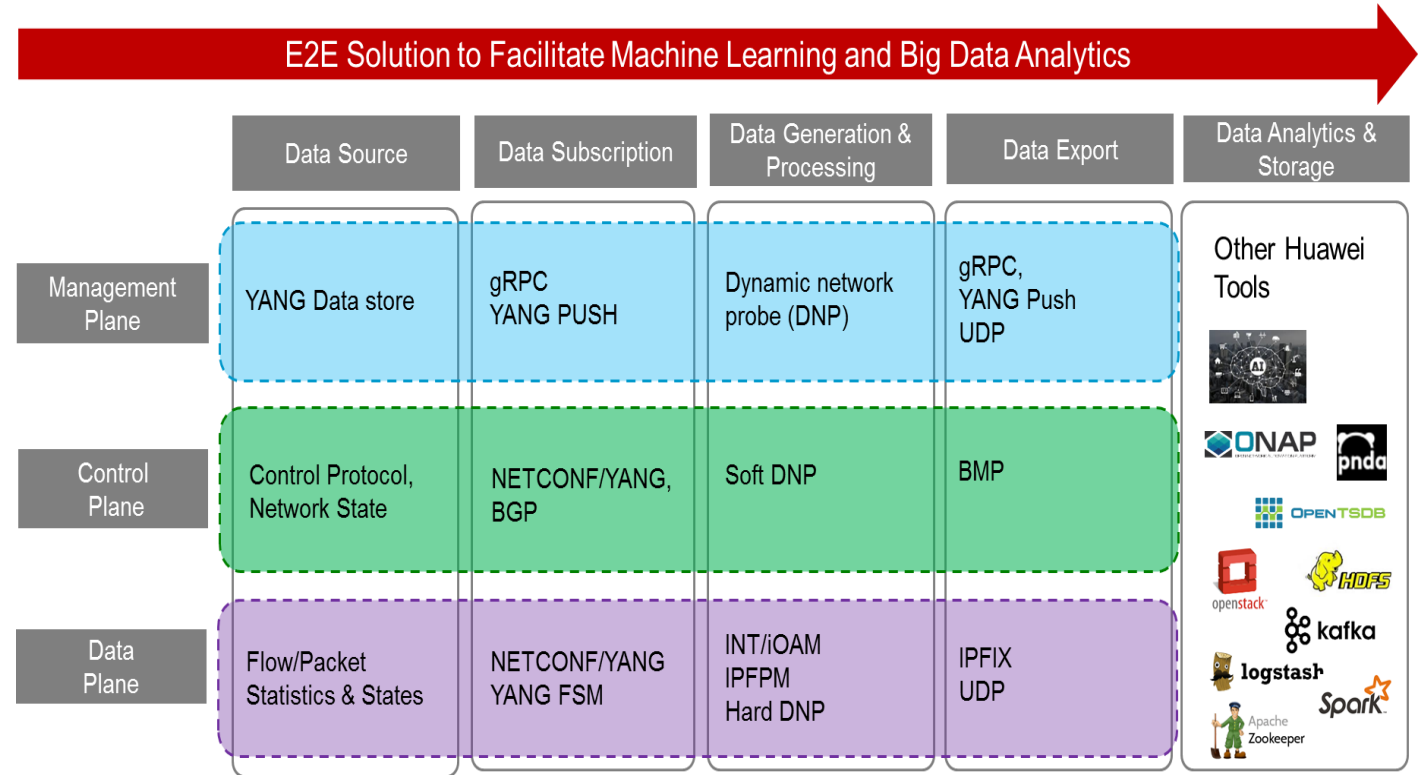 E2E Solution to Facilitate Machine Learning and Big Data Analytics
Data Source
Data Subscription
Data Generation &
Processing
Data Export
Data Analytics &
Storage
Management
Plane
YANG Data store
gRPC
YANG PUSH
Dynamic network
probe (DNP)
gRPC,
YANG Push
UDP
Control
Plane
Control Protocol,
Network State
NETCONF/YANG,
BGP
Soft DNP
BMP
Data
Plane
Flow/Packet
Statistics & States
NETCONF/YANG
YANG FSM
INT/iOAM
IPFPM
Hard DNP
IPFIX
UDP
Other Huawei
Tools
AI
ONAP
pnda
OPENTSDB
openstack
HDFS
kafka
logstash
Spark
Apache
Zookeeper